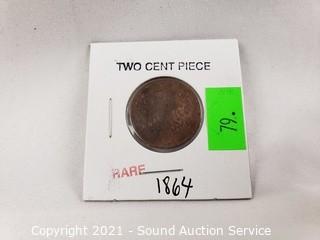 TWO CENT PIECE
79.
RARE
1864
Copyright 2021 - Sound Auction Service